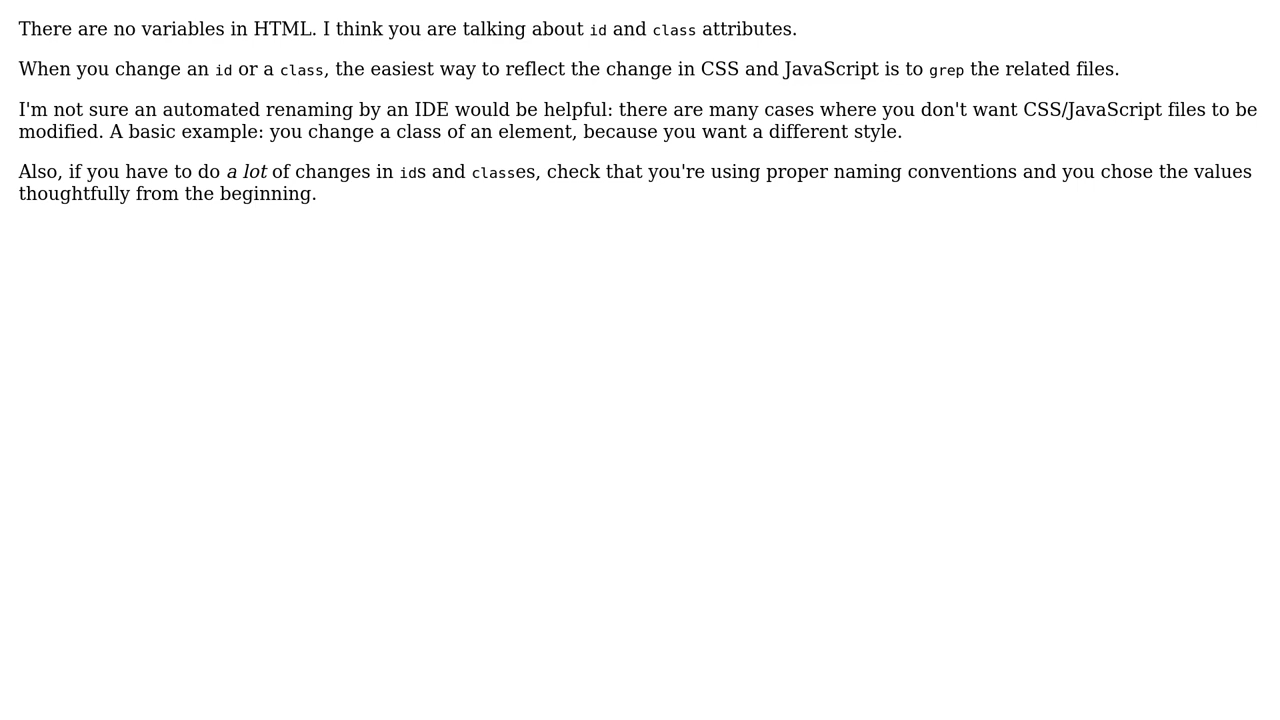 There are no variables in HTML. I think you are talking about id and class attributes.
When you change an id or a class, the easiest way to reflect the change in CSS and JavaScript is to grep the related files.
I'm not sure an automated renaming by an IDE would be helpful: there are many cases where you don't want CSS/JavaScript files to be
modified. A basic example: you change a class of an element, because you want a different style.
Also, if you have to do a lot of changes in ids and classes, check that you're using proper naming conventions and you chose the values
thoughtfully from the beginning.